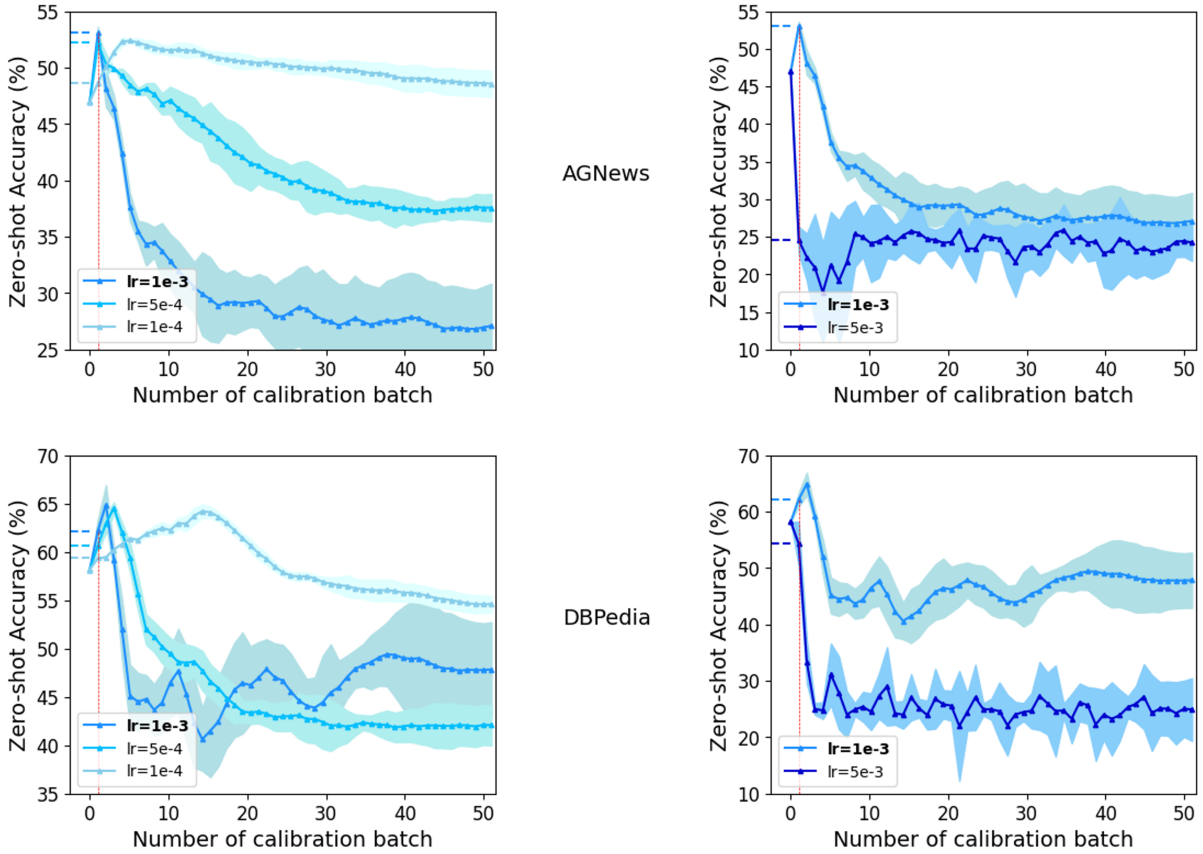 55
50
45
40
35
30
25
Zero-shot Accuracy (%)
lr=1e-3
lr=5e-4
lr=1e-4
0 10 20 30 40 50
Number of calibration batch
AGNews
55
50
45
40
35
30
25
20
15
10
Zero-shot Accuracy (%)
lr=1e-3
lr=5e-3
0 10 20 30 40 50
Number of calibration batch
70
65
60
55
50
45
40
35
Zero-shot Accuracy (%)
lr=1e-3
lr=5e-4
lr=1e-4
0 10 20 30 40 50
Number of calibration batch
DBPedia
70
60
50
40
30
20
10
Zero-shot Accuracy (%)
lr=1e-3
lr=5e-3
0 10 20 30 40 50
Number of calibration batch